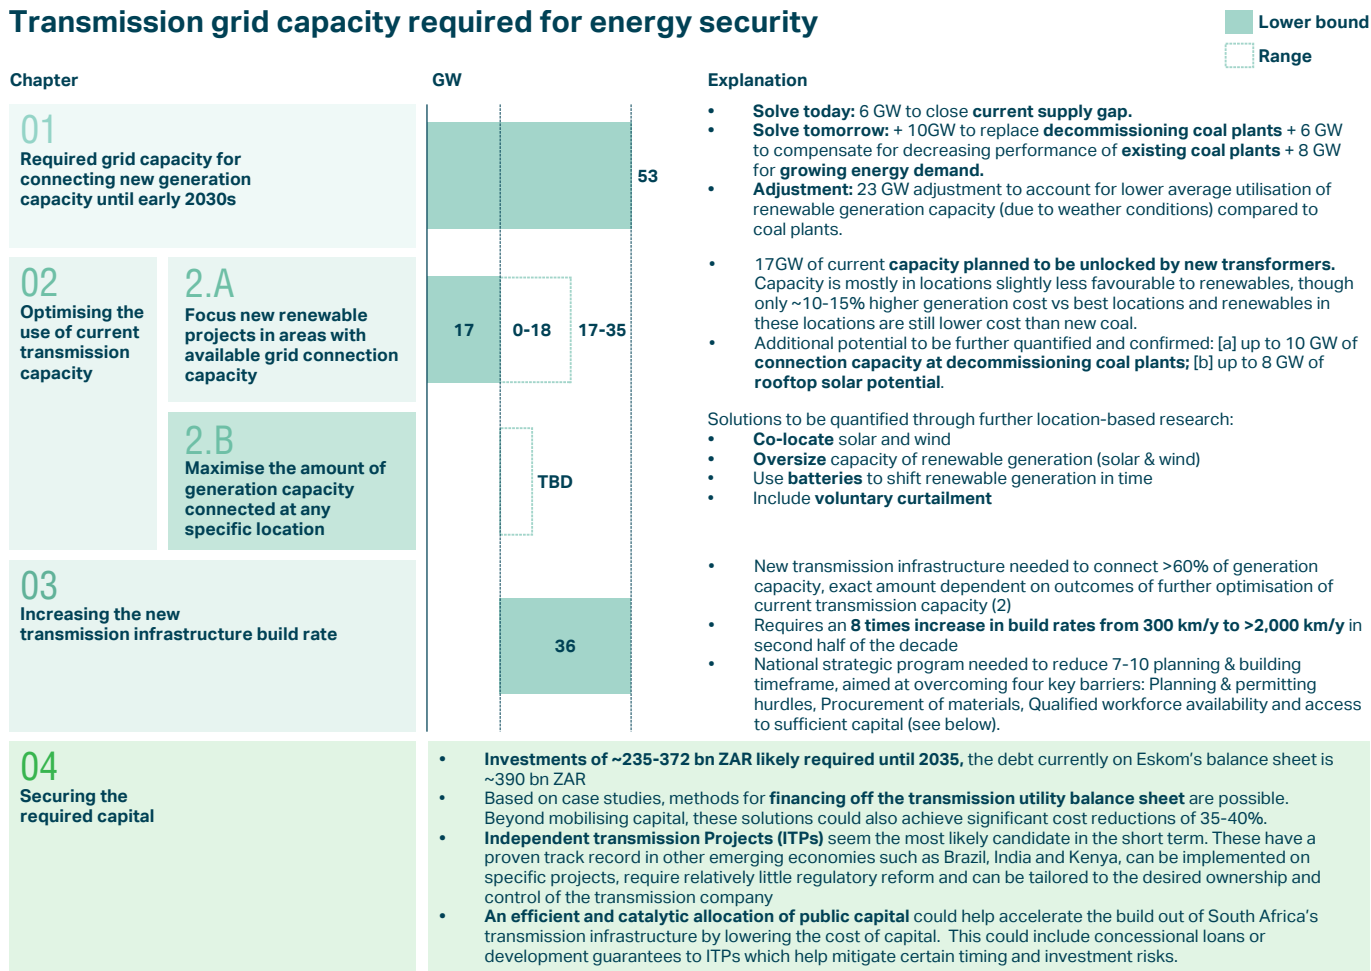 Transmission grid capacity required for energy security
Lower bound
Range
Chapter
GW
Explanation
01
Required grid capacity for
connecting new generation
capacity until early 2030s
53
• Solve today: 6 GW to close current supply gap.
• Solve tomorrow: + 10GW to replace decommissioning coal plants + 6 GW
to compensate for decreasing performance of existing coal plants + 8 GW
for growing energy demand.
• Adjustment: 23 GW adjustment to account for lower average utilisation of
renewable generation capacity (due to weather conditions) compared to
coal plants.
02
Optimising the
use of current
transmission
capacity
2.A
Focus new renewable
projects in areas with
available grid connection
capacity
17
0-18
17-35
• 17GW of current capacity planned to be unlocked by new transformers.
Capacity is mostly in locations slightly less favourable to renewables, though
only ~10-15% higher generation cost vs best locations and renewables in
these locations are still lower cost than new coal.
• Additional potential to be further quantified and confirmed: [a] up to 10 GW of
connection capacity at decommissioning coal plants; [b] up to 8 GW of
rooftop solar potential.
2.B
Maximise the amount of
generation capacity
connected at any
specific location
TBD
Solutions to be quantified through further location-based research:
• Co-locate solar and wind
• Oversize capacity of renewable generation (solar & wind)
• Use batteries to shift renewable generation in time
• Include voluntary curtailment
03
Increasing the new
transmission infrastructure build rate
36
• New transmission infrastructure needed to connect >60% of generation
capacity, exact amount dependent on outcomes of further optimisation of
current transmission capacity (2)
• Requires an 8 times increase in build rates from 300 km/y to >2,000 km/y in
second half of the decade
• National strategic program needed to reduce 7-10 planning & building
timeframe, aimed at overcoming four key barriers: Planning & permitting
hurdles, Procurement of materials, Qualified workforce availability and access
to sufficient capital (see below).
04
Securing the
required capital
• Investments of ~235-372 bn ZAR likely required until 2035, the debt currently on Eskom's balance sheet is
~390 bn ZAR
• Based on case studies, methods for financing off the transmission utility balance sheet are possible.
Beyond mobilising capital, these solutions could also achieve significant cost reductions of 35-40%.
• Independent transmission Projects (ITPs) seem the most likely candidate in the short term. These have a
proven track record in other emerging economies such as Brazil, India and Kenya, can be implemented on
specific projects, require relatively little regulatory reform and can be tailored to the desired ownership and
control of the transmission company
• An efficient and catalytic allocation of public capital could help accelerate the build out of South Africa's
transmission infrastructure by lowering the cost of capital. This could include concessional loans or
development guarantees to ITPs which help mitigate certain timing and investment risks.